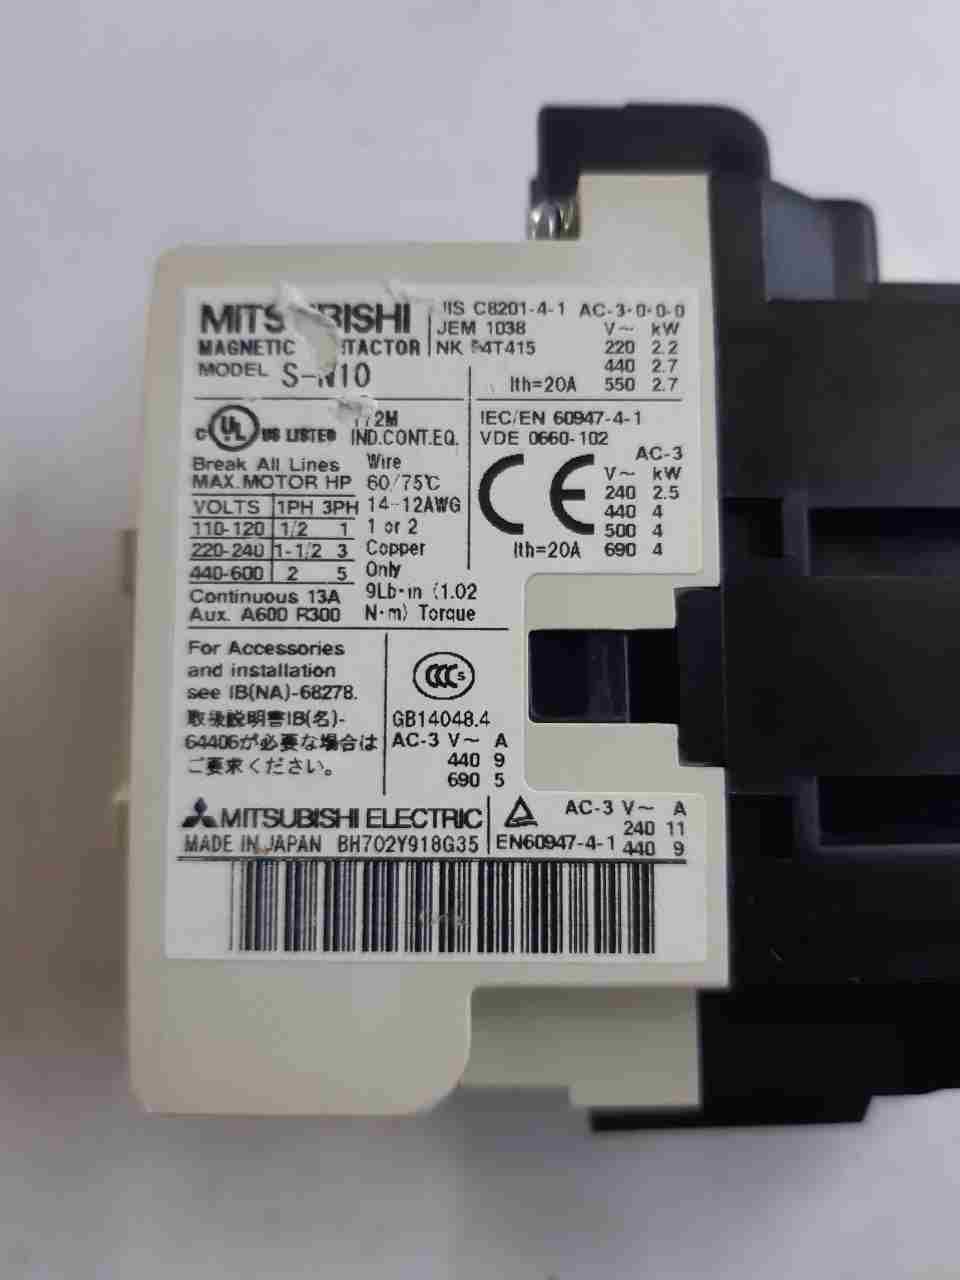 MITSUBISHI
MAGNETIC CONTACTOR
MODEL S-N10
JIS C8201-4-1 AC-3·0·0-0
JEM 1038 V~ kW
NK 94T415 220 2.2
440 2.7
Ith=20A 550 2.7
C UL US LISTED 172M
IND.CONT.EQ.
Break All Lines
MAX.MOTOR HP
VOLTS 1PH 3PH
110-120 1/2 1
220-240 1-1/2 3
440-600 2 5
Continuous 13A
Aux. A600 R300
Wire
60/75℃
14-12AWG
1 or 2
Copper
Only
9Lb·in (1.02
N·m) Torque
IEC/EN 60947-4-1
VDE 0660-102
AC-3
CE
V~ kW
240 2.5
440 4
500 4
Ith=20A 690 4
For Accessories
and installation
see IB(NA)-68278.
取扱説明書IB(名)-
64406が必要な場合は
ご要求ください。
CCC S
GB14048.4
AC-3 V~ A
440 9
690 5
MITSUBISHI ELECTRIC
MADE IN JAPAN BH702Y918G35
AC-3 V~ A
240 11
EN60947-4-1 440 9